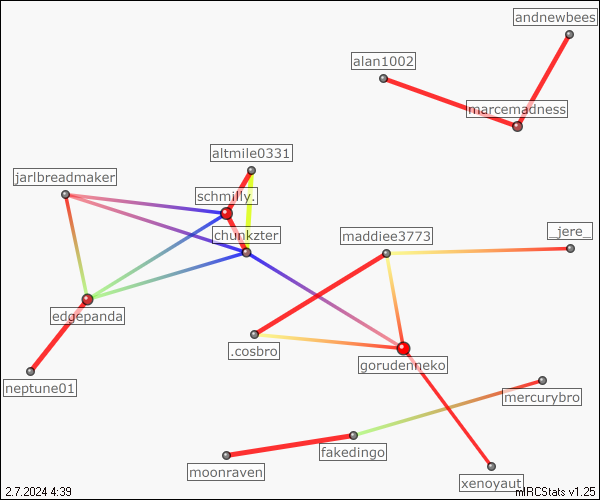 andnewbees
alan1002
marcemadness
altmile0331
jarlbreadmaker
schmilly.
chunkzter
maddiee3773
_jere_
edgepanda
.cosbro
gorudenneko
neptune01
mercurybro
fakedingo
moonraven
xenoyaut
2.7.2024 4:39
mIRCStats v1.25